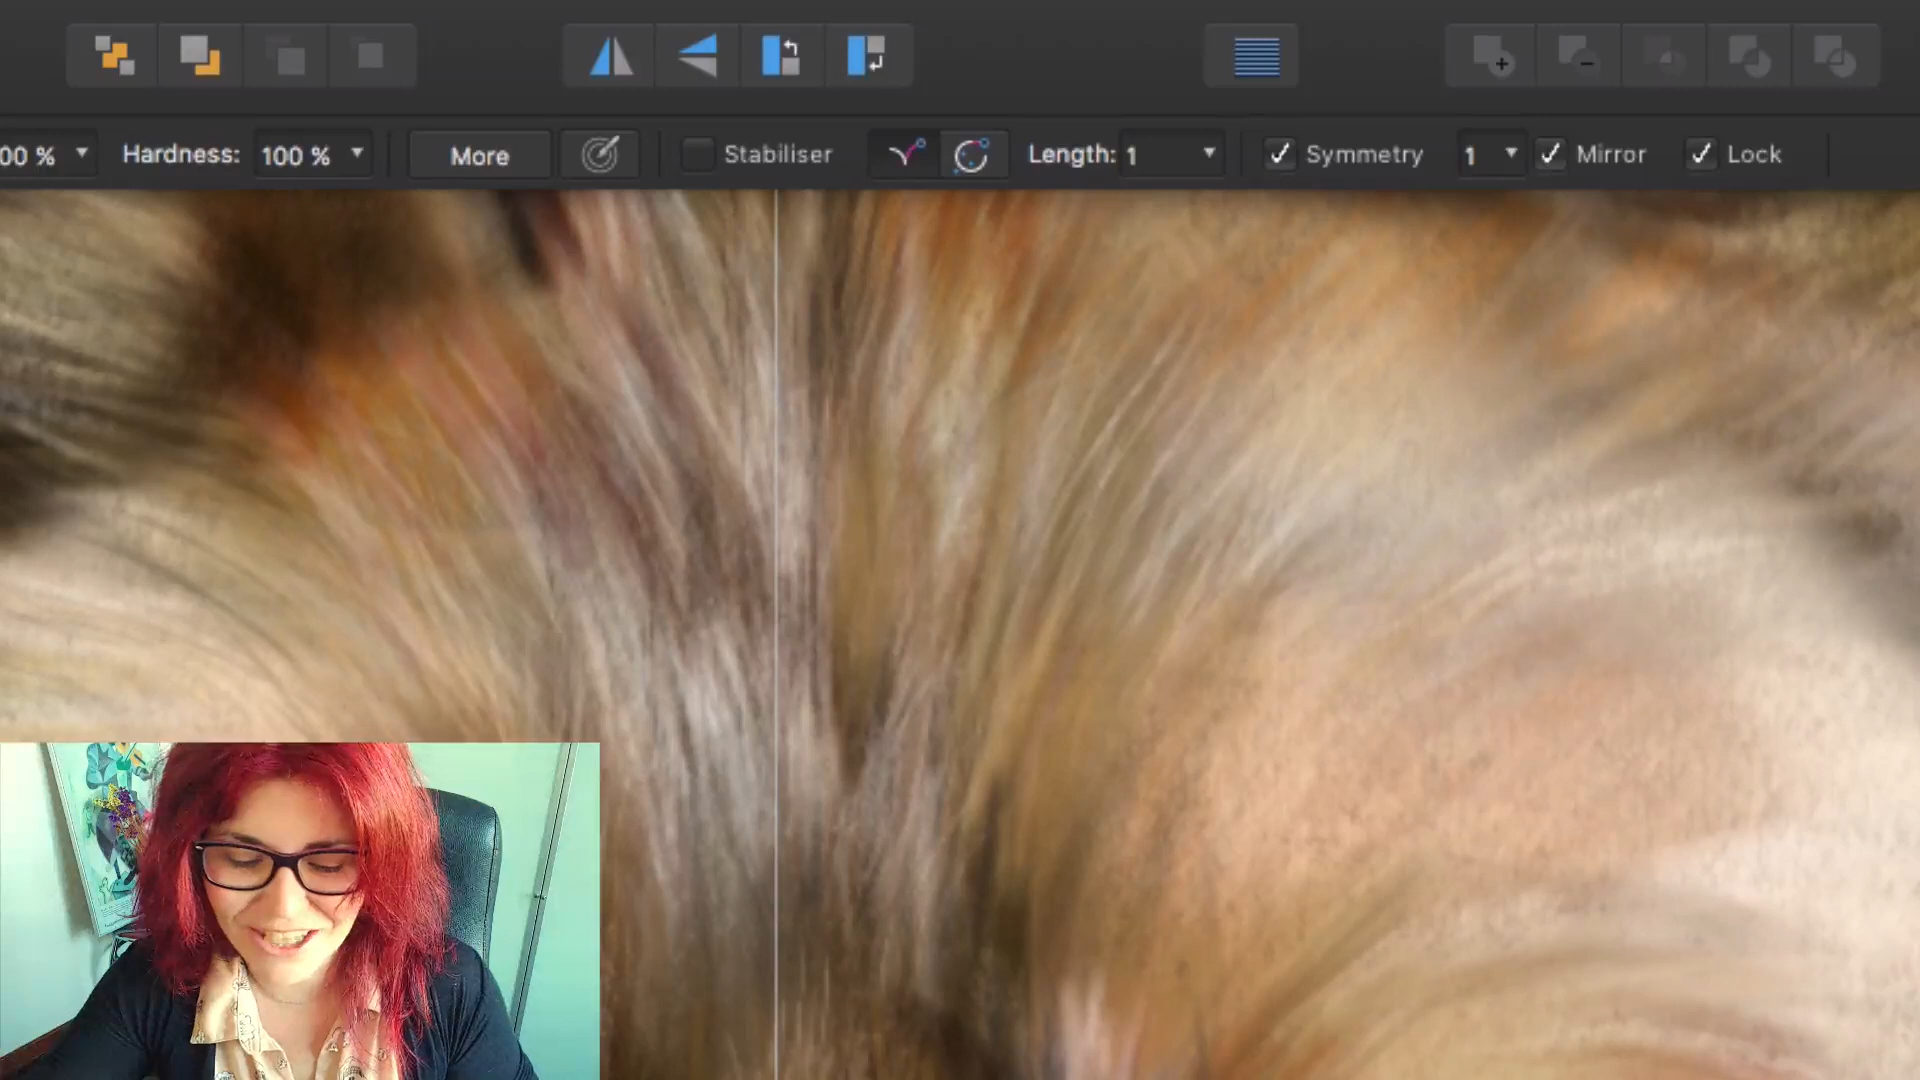 00 % Hardness: 100 % More Stabiliser Length: 1 Symmetry 1 Mirror Lock